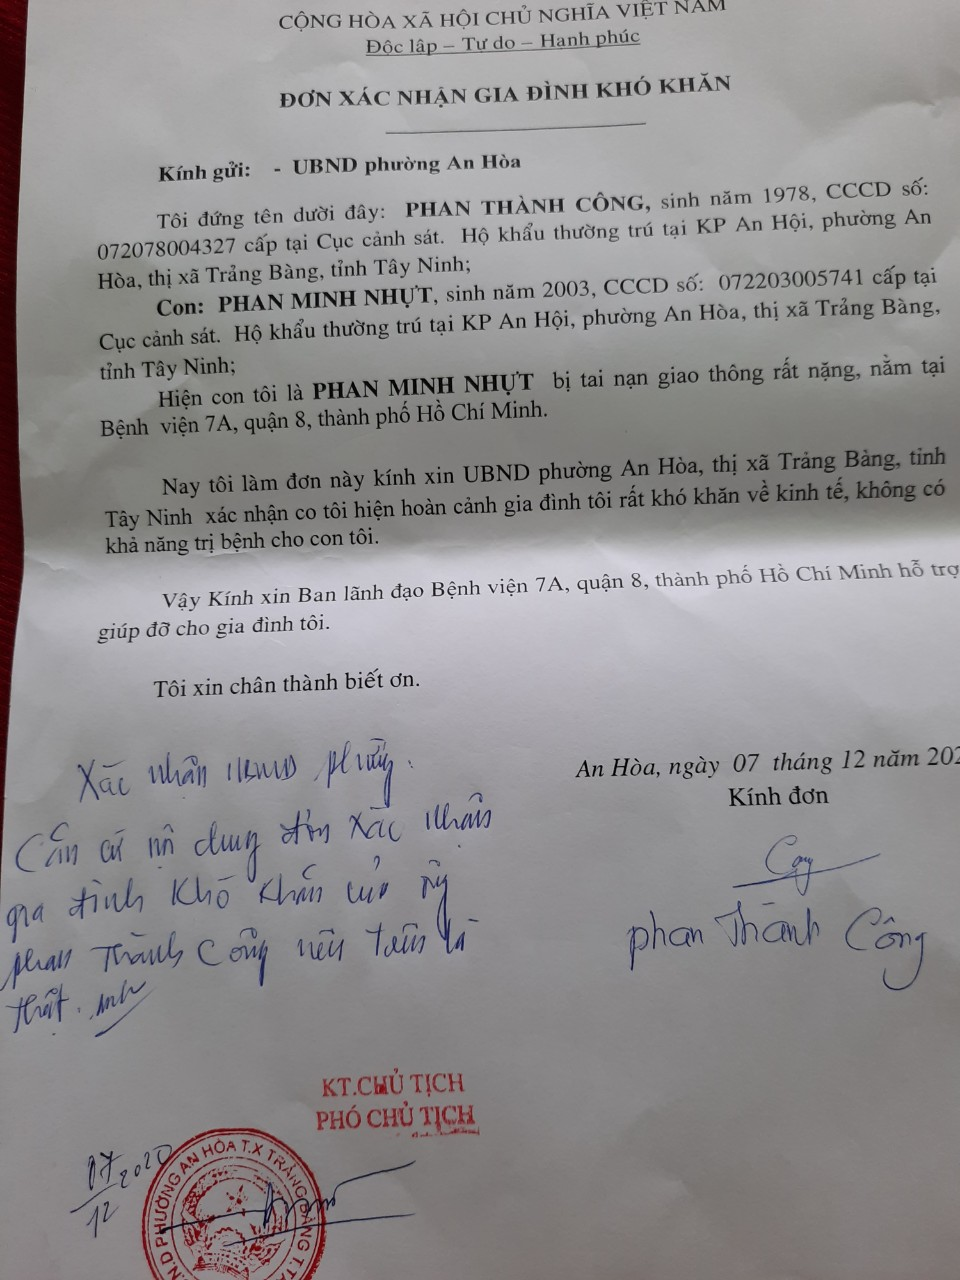 CỘNG HÒA XÃ HỘI CHỦ NGHĨA VIỆT NAM
Độc lập – Tự do – Hạnh phúc
ĐƠN XÁC NHẬN GIA ĐÌNH KHÓ KHĂN
Kính gửi: - UBND phường An Hòa
Tôi đứng tên dưới đây: PHAN THÀNH CÔNG, sinh năm 1978, CCCD số:
072078004327 cấp tại Cục cảnh sát. Hộ khẩu thường trú tại KP An Hội, phường An
Hòa, thị xã Trảng Bàng, tỉnh Tây Ninh;
Con: PHAN MINH NHỰT, sinh năm 2003, CCCD số: 072203005741 cấp tại
Cục cảnh sát. Hộ khẩu thường trú tại KP An Hội, phường An Hòa, thị xã Trảng Bàng,
tỉnh Tây Ninh;
Hiện con tôi là PHAN MINH NHỰT bị tai nạn giao thông rất nặng, nằm tại
Bệnh viện 7A, quận 8, thành phố Hồ Chí Minh.
Nay tôi làm đơn này kính xin UBND phường An Hòa, thị xã Trảng Bàng, tỉnh
Tây Ninh xác nhận co tôi hiện hoàn cảnh gia đình tôi rất khó khăn về kinh tế, không có
khả năng trị bệnh cho con tôi.
Vậy Kính xin Ban lãnh đạo Bệnh viện 7A, quận 8, thành phố Hồ Chí Minh hỗ trợ
giúp đỡ cho gia đình tôi.
Tôi xin chân thành biết ơn.
An Hòa, ngày 07 tháng 12 năm 202
Kính đơn
Phan Thành Công
Xác nhận UBND phường.
Căn cứ nội dung đơn xác nhận
gia đình khó khăn của ông
Phan Thành Công nêu trên là
thật.
KT.CHỦ TỊCH
PHÓ CHỦ TỊCH
07/12 2020
N.D PHƯỜNG AN HÒA T.X TRẢNG BÀNG T.TÂ